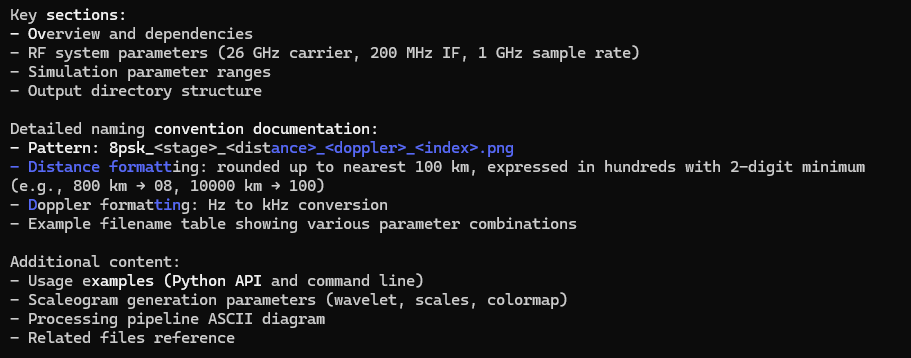 Key sections:
- Overview and dependencies
- RF system parameters (26 GHz carrier, 200 MHz IF, 1 GHz sample rate)
- Simulation parameter ranges
- Output directory structure
Detailed naming convention documentation:
- Pattern: 8psk_<stage>_<distance>_<doppler>_<index>.png
- Distance formatting: rounded up to nearest 100 km, expressed in hundreds with 2-digit minimum
(e.g., 800 km → 08, 10000 km → 100)
- Doppler formatting: Hz to kHz conversion
- Example filename table showing various parameter combinations
Additional content:
- Usage examples (Python API and command line)
- Scaleogram generation parameters (wavelet, scales, colormap)
- Processing pipeline ASCII diagram
- Related files reference